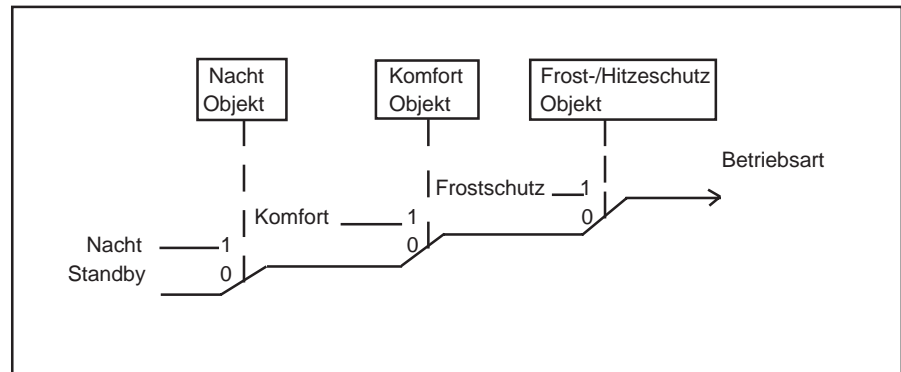 Nacht
Objekt
Komfort
Objekt
Frost-/Hitzeschutz
Objekt/
Betriebsart
Frostschutz 1
0
Komfort 1
0
Nacht 1
Standby 0